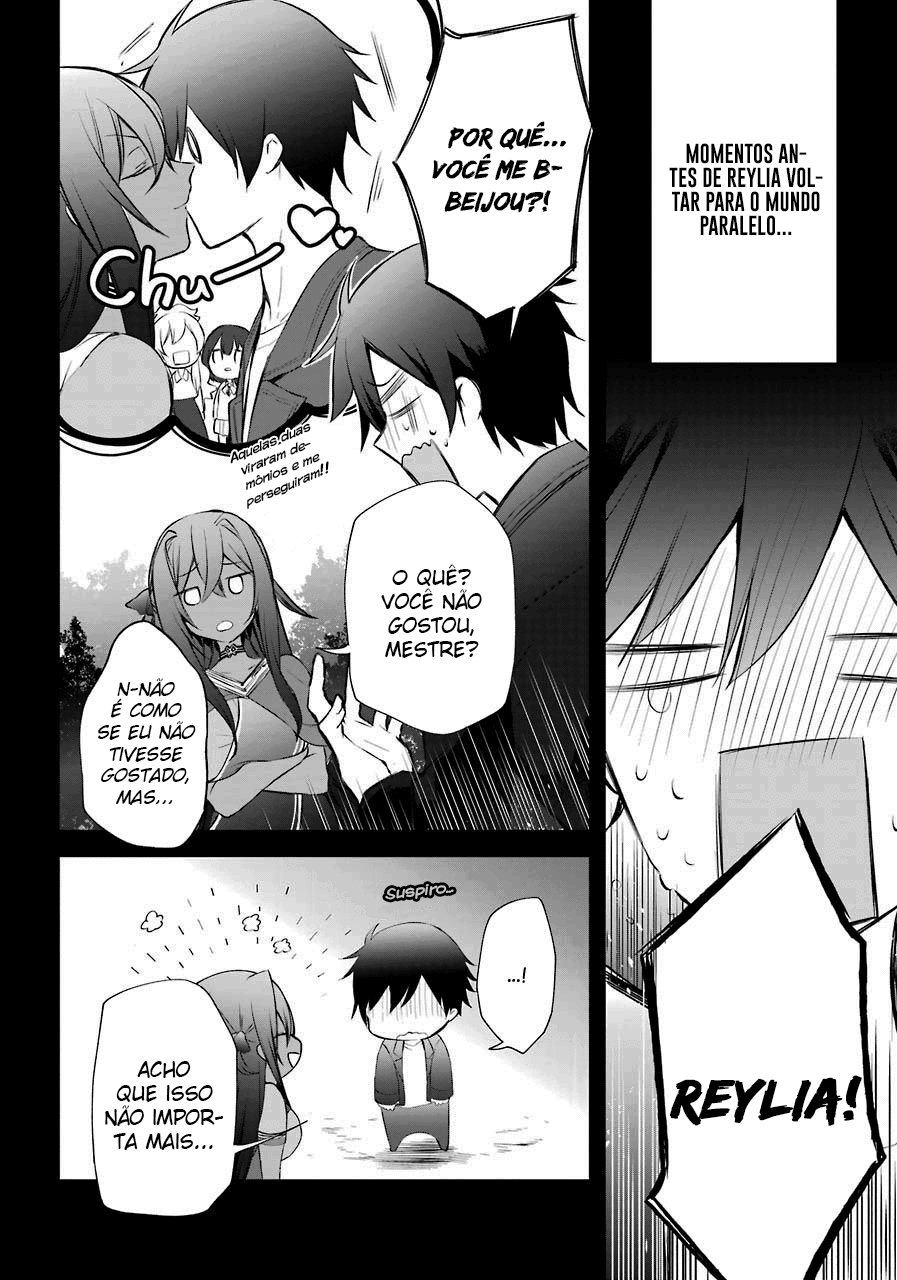 MOMENTOS AN-
TES DE REYLIA VOL-
TAR PARA O MUNDO
PARALELO...
REYLIA!
POR QUÊ...
VOCÊ ME B-
BEIJOU?!
Chu
Aquelas duas
viraram de-
mônios e me
perseguiram!!
O QUÊ?
VOCÊ NÃO
GOSTOU,
MESTRE?
N-NÃO
É COMO
SE EU NÃO
TIVESSE
GOSTADO,
MAS...
...!
Suspiro...
ACHO
QUE ISSO
NÃO IMPOR-
TA MAIS...